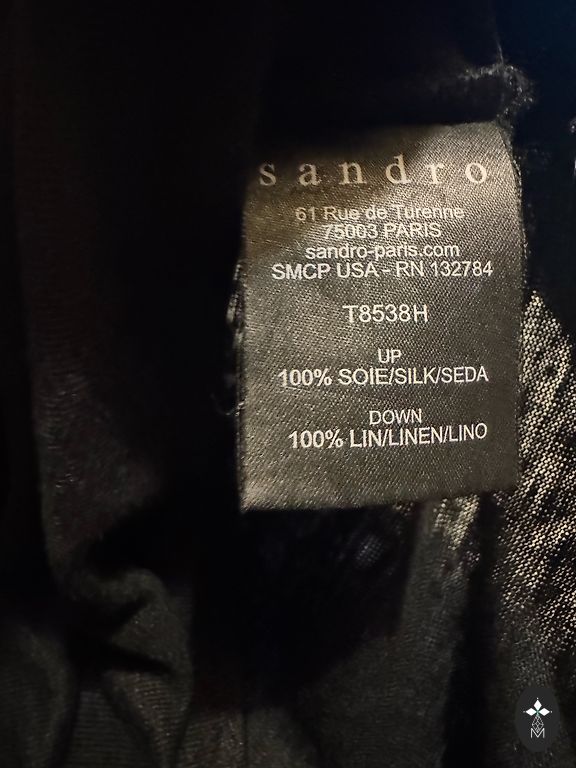 sandro
61 Rue de Turenne
75003 PARIS
sandro-paris.com
SMCP USA - RN 132784
T8538H
UP
100% SOIE/SILK/SEDA
DOWN
100% LIN/LINEN/LINO
M